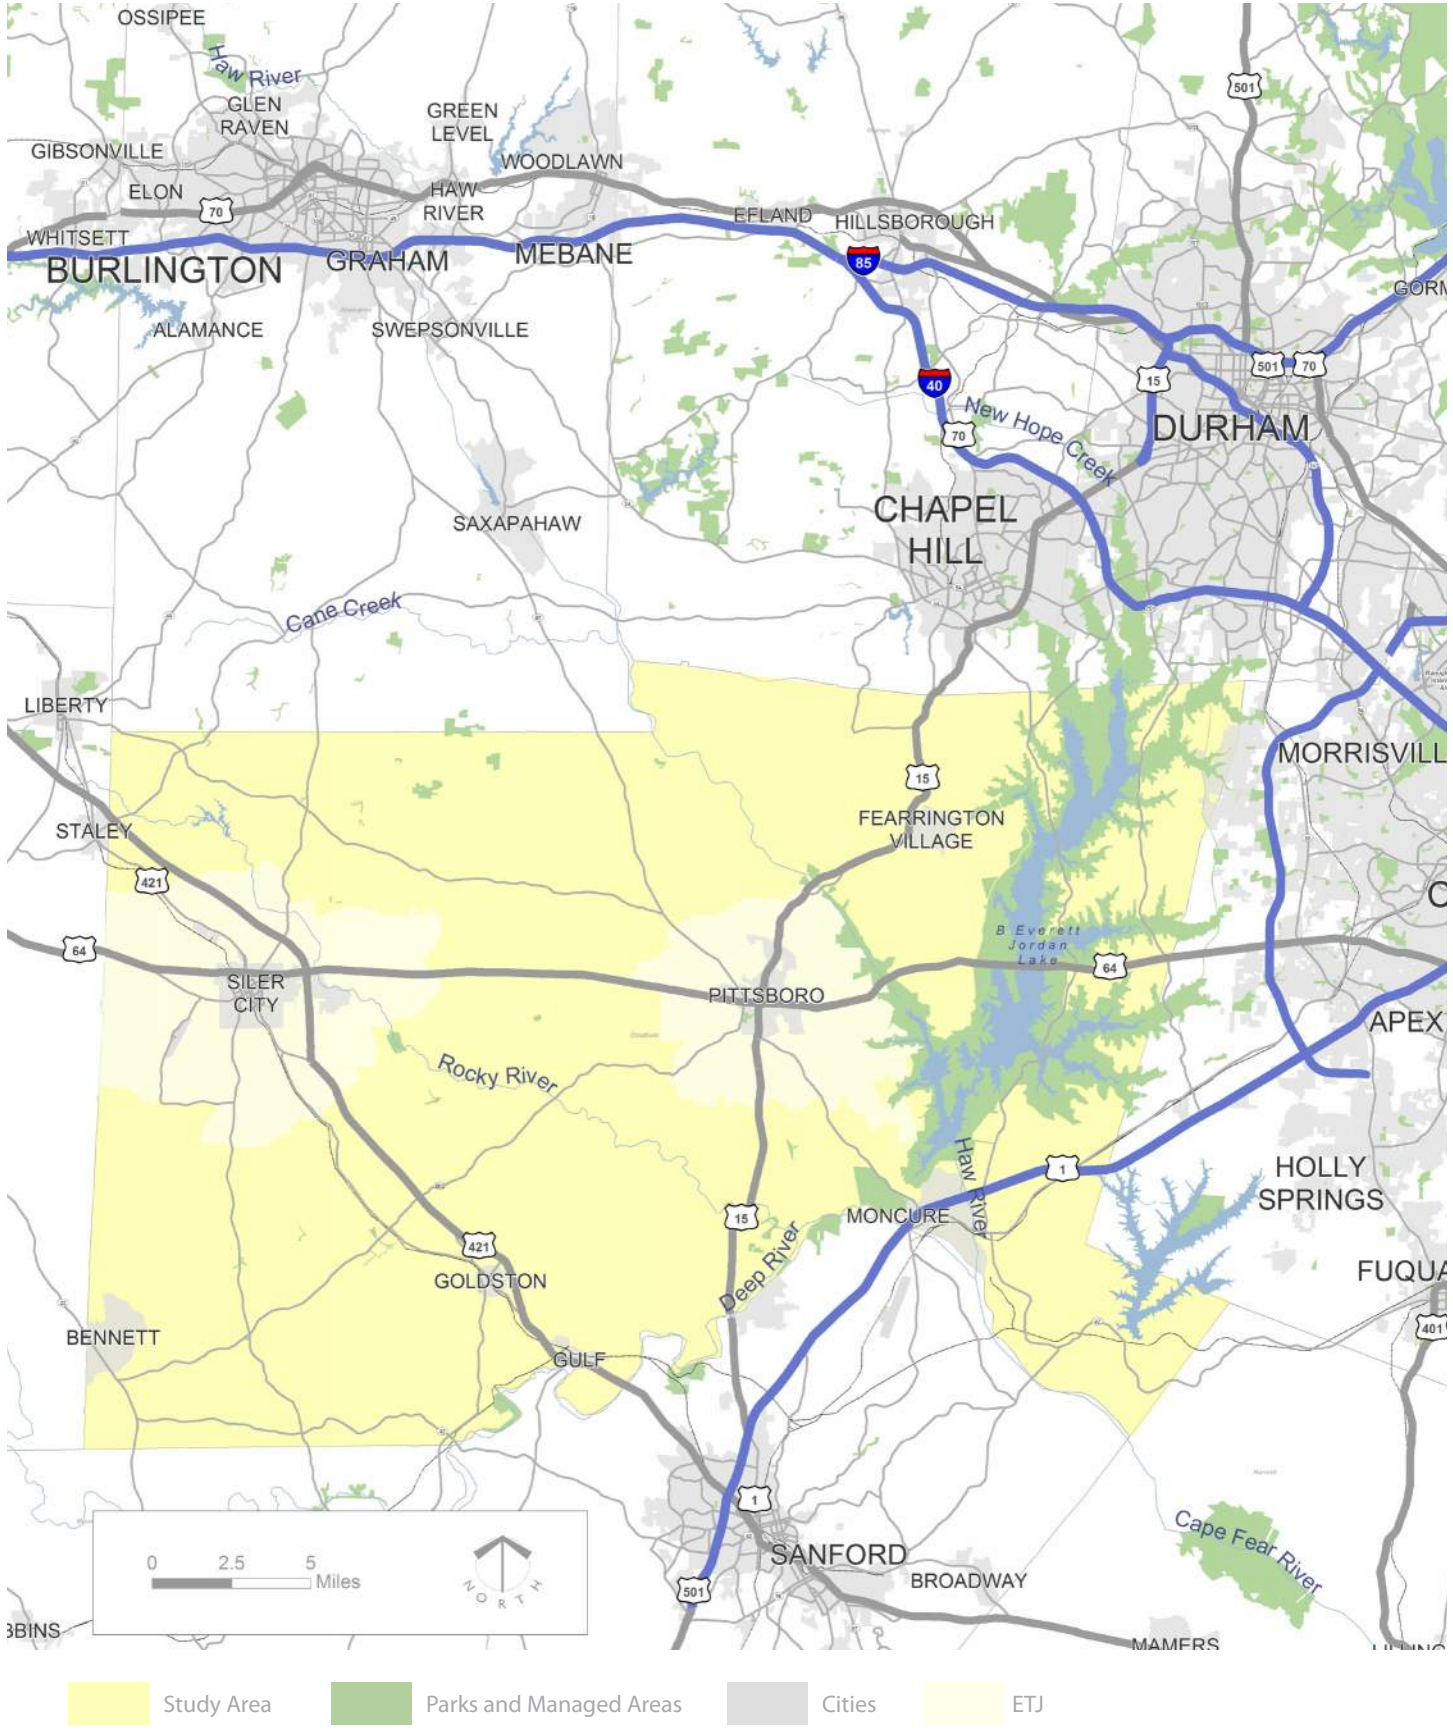 OSSIPEE
Haw River
GLEN
RAVEN
GREEN
LEVEL
501
GIBSONVILLE
WOODLAWN
ELON
HAW
RIVER
70
EFLAND
HILLSBOROUGH
WHITSETT
BURLINGTON
GRAHAM
MEBANE
85
GORM
ALAMANCE
SWEPSONVILLE
501
70
15
40
New Hope Creek
70
DURHAM
CHAPEL
HILL
SAXAPAHAW
Cane Creek
LIBERTY
MORRISVILL
15
FEARRINGTON
VILLAGE
STALEY
421
C
64
B Everett
Jordan
Lake
64
SILER
CITY
PITTSBORO
APEX
Rocky River
Haw River
1
HOLLY
SPRINGS
MONCURE
15
421
Deep River
GOLDSTON
FUQUA
401
BENNETT
GULF
1
SANFORD
Cape Fear River
501
BROADWAY
0 2.5 5
Miles
NORTH
BBINS
MAMERS
Study Area
Parks and Managed Areas
Cities
ETJ